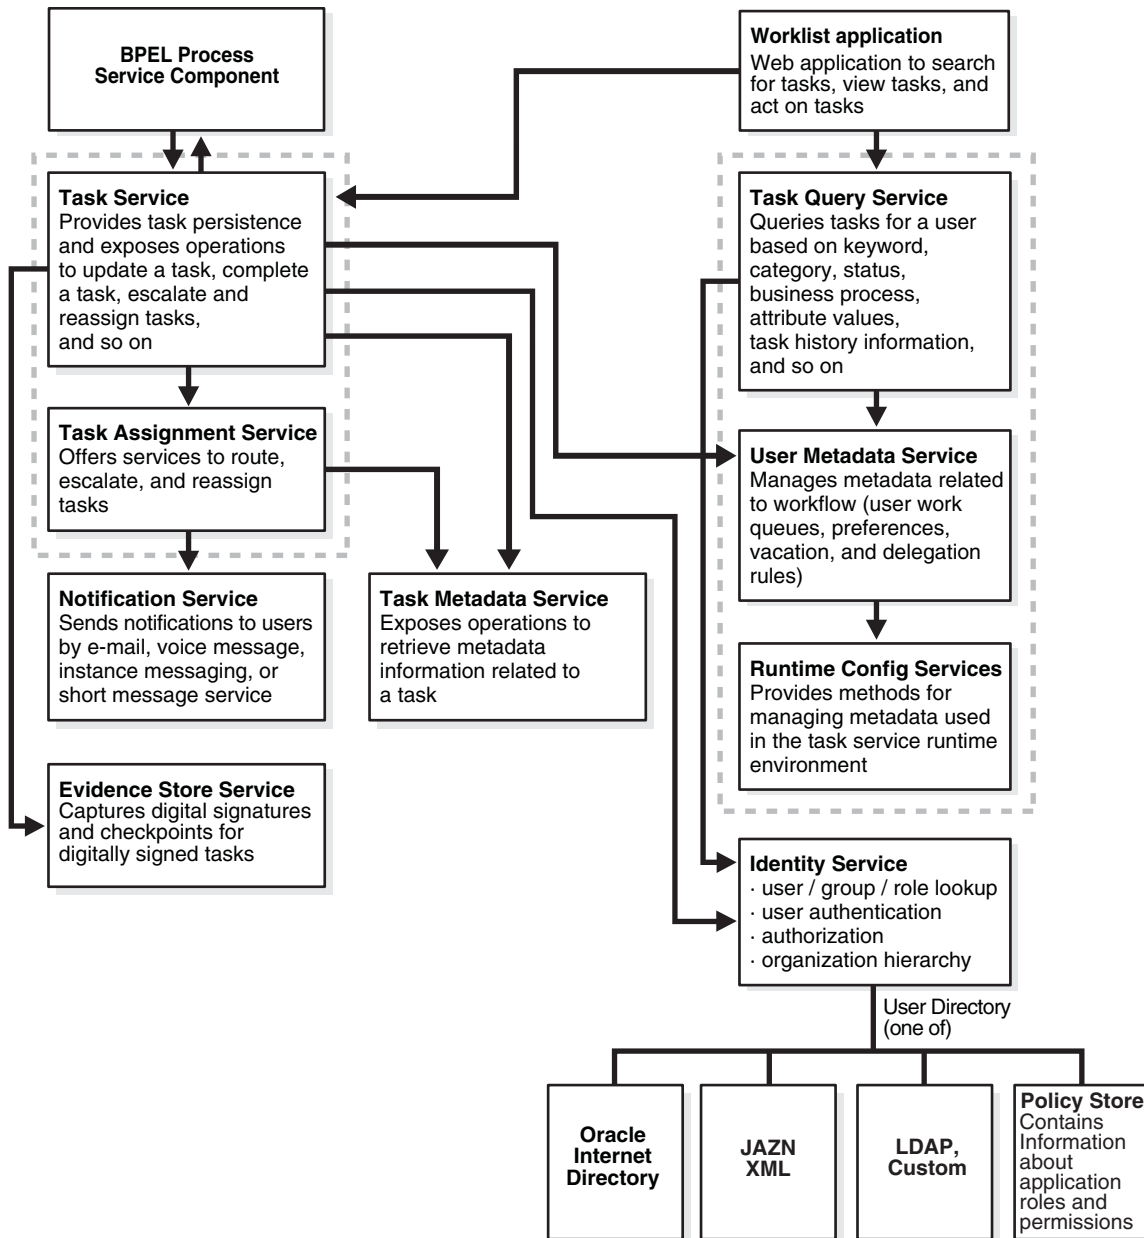 BPEL Process
Service Component
Worklist application
Web application to search
for tasks, view tasks, and
act on tasks
Task Service
Provides task persistence
and exposes operations
to update a task, complete
a task, escalate and
reassign tasks,
and so on
Task Query Service
Queries tasks for a user
based on keyword,
category, status,
business process,
attribute values,
task history information,
and so on
Task Assignment Service
Offers services to route,
escalate, and reassign
tasks
User Metadata Service
Manages metadata related
to workflow (user work
queues, preferences,
vacation, and delegation
rules)
Notification Service
Sends notifications to users
by e-mail, voice message,
instance messaging, or
short message service
Task Metadata Service
Exposes operations to
retrieve metadata
information related to
a task
Runtime Config Services
Provides methods for
managing metadata used
in the task service runtime
environment
Evidence Store Service
Captures digital signatures
and checkpoints for
digitally signed tasks
Identity Service
· user / group / role lookup
· user authentication
· authorization
· organization hierarchy
User Directory
(one of)
Oracle
Internet
Directory
JAZN
XML
LDAP,
Custom
Policy Store
Contains
Information
about
application
roles and
permissions